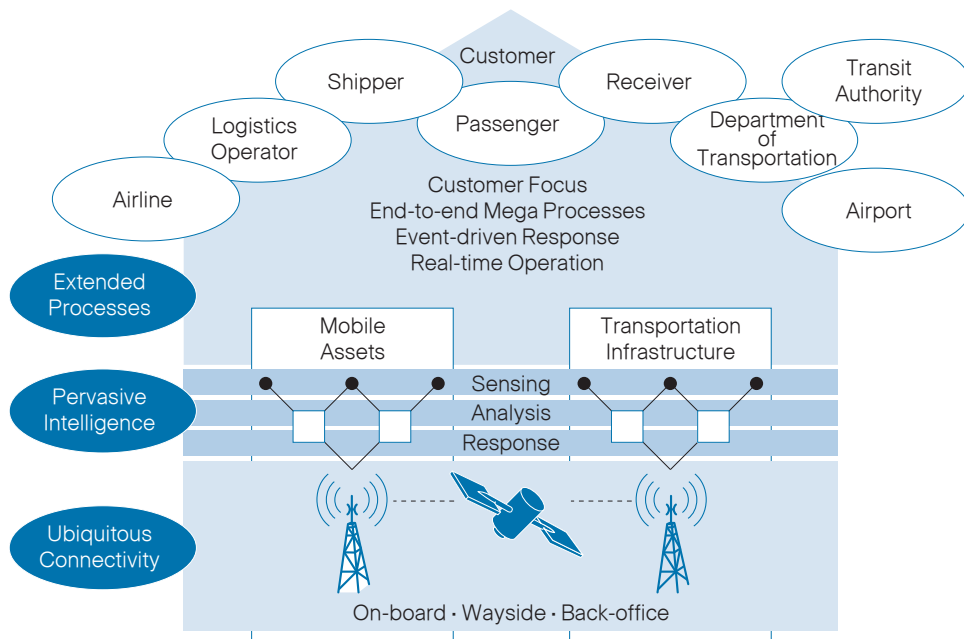 Customer
Shipper
Receiver
Transit
Authority
Logistics
Operator
Passenger
Department
of
Transportation
Airline
Airport
Customer Focus
End-to-end Mega Processes
Event-driven Response
Real-time Operation
Extended
Processes
Mobile
Assets
Transportation
Infrastructure
Pervasive
Intelligence
Sensing
Analysis
Response
Ubiquitous
Connectivity
On-board · Wayside · Back-office